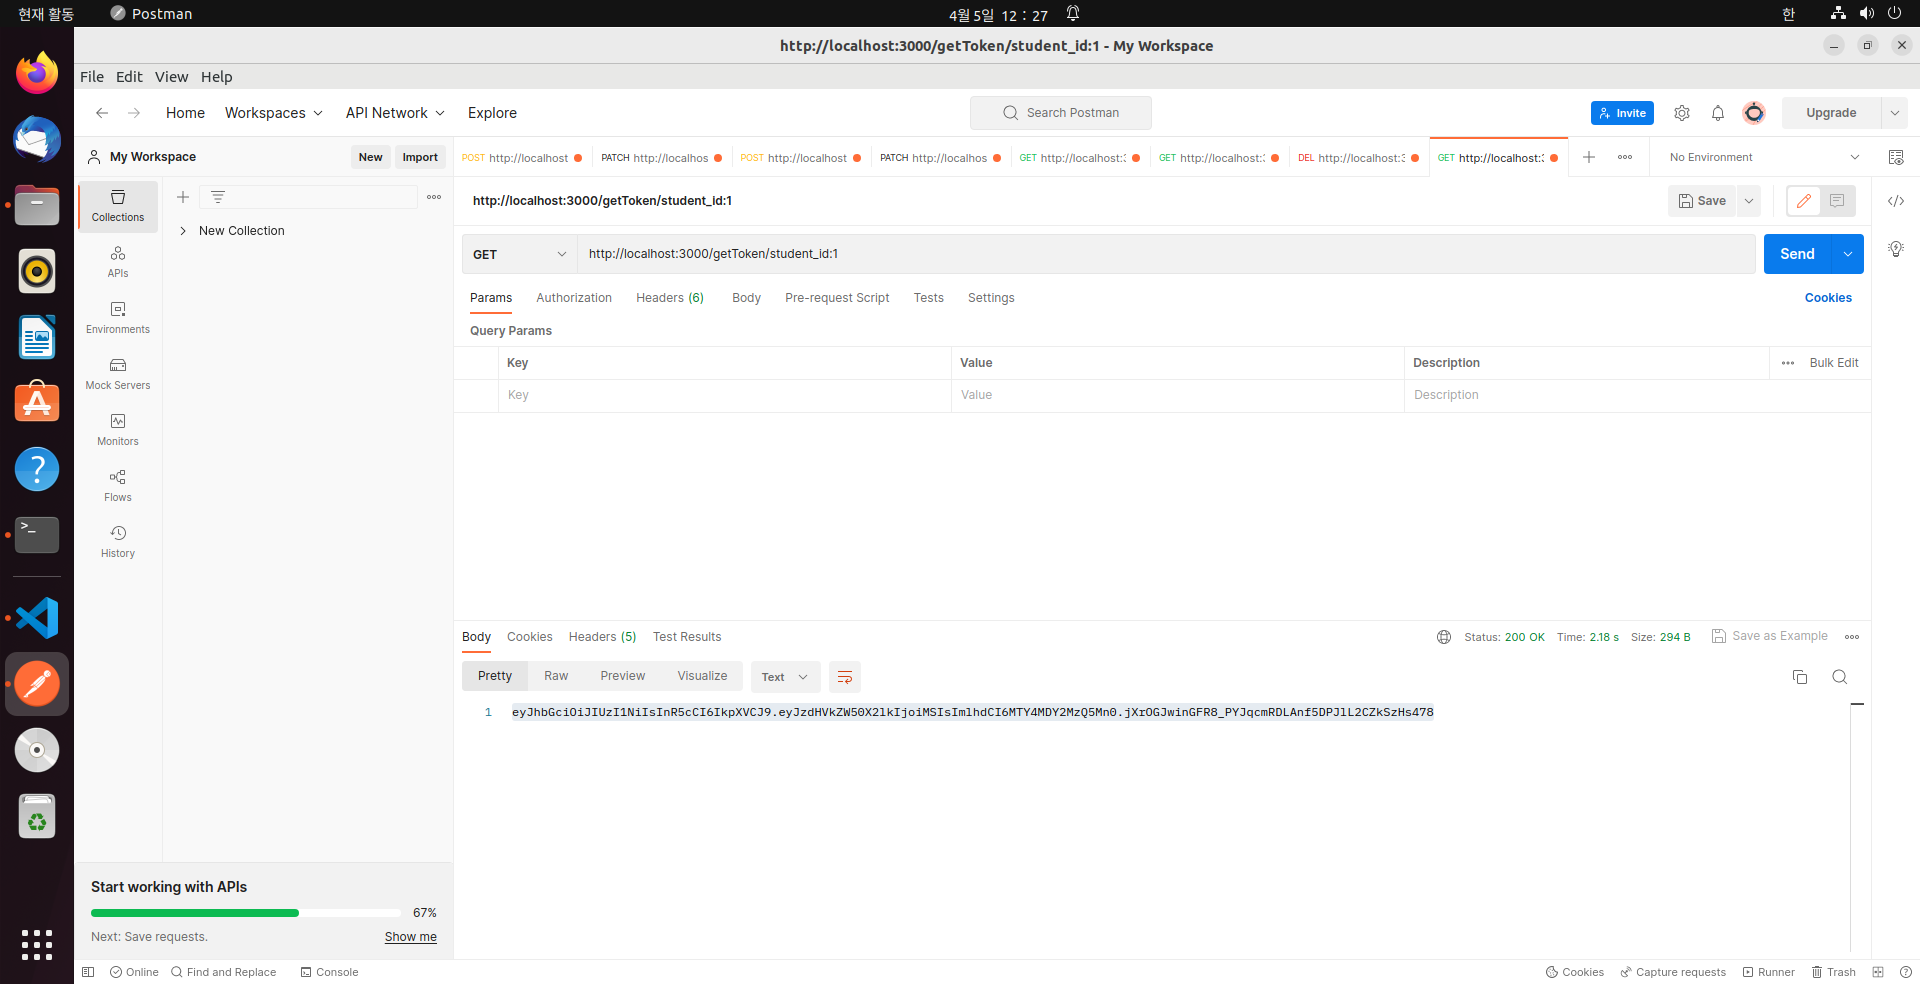 현재 활동
Postman
4월 5일 12 : 27
한
http://localhost:3000/getToken/student_id:1 - My Workspace
File Edit View Help
Home Workspaces API Network Explore
Search Postman
Invite
Upgrade
My Workspace
New
Import
POST http://localhost
PATCH http://localhos
POST http://localhost
PATCH http://localhos
GET http://localhost:
GET http://localhost:
DEL http://localhost:
GET http://localhost:
No Environment
Collections
APIs
Environments
Mock Servers
Monitors
Flows
History
New Collection
http://localhost:3000/getToken/student_id:1
Save
GET
http://localhost:3000/getToken/student_id:1
Send
Params Authorization Headers (6) Body Pre-request Script Tests Settings
Cookies
Query Params
Key Value Description Bulk Edit
Key Value Description
Body Cookies Headers (5) Test Results
Status: 200 OK Time: 2.18 s Size: 294 B
Save as Example
Pretty Raw Preview Visualize Text
1 eyJhbGciOiJIUzI1NiIsInR5cCI6IkpXVCJ9.eyJzdHVkZW50X2lkIjoiMSIsImlhdCI6MTY4MDY2MzQ5Mn0.jXrOGJwinGFR8_PYJqcmRDLAnf5DPJlL2CZkSzHs478
Start working with APIs
67%
Next: Save requests.
Show me
Online Find and Replace Console
Cookies Capture requests Runner Trash